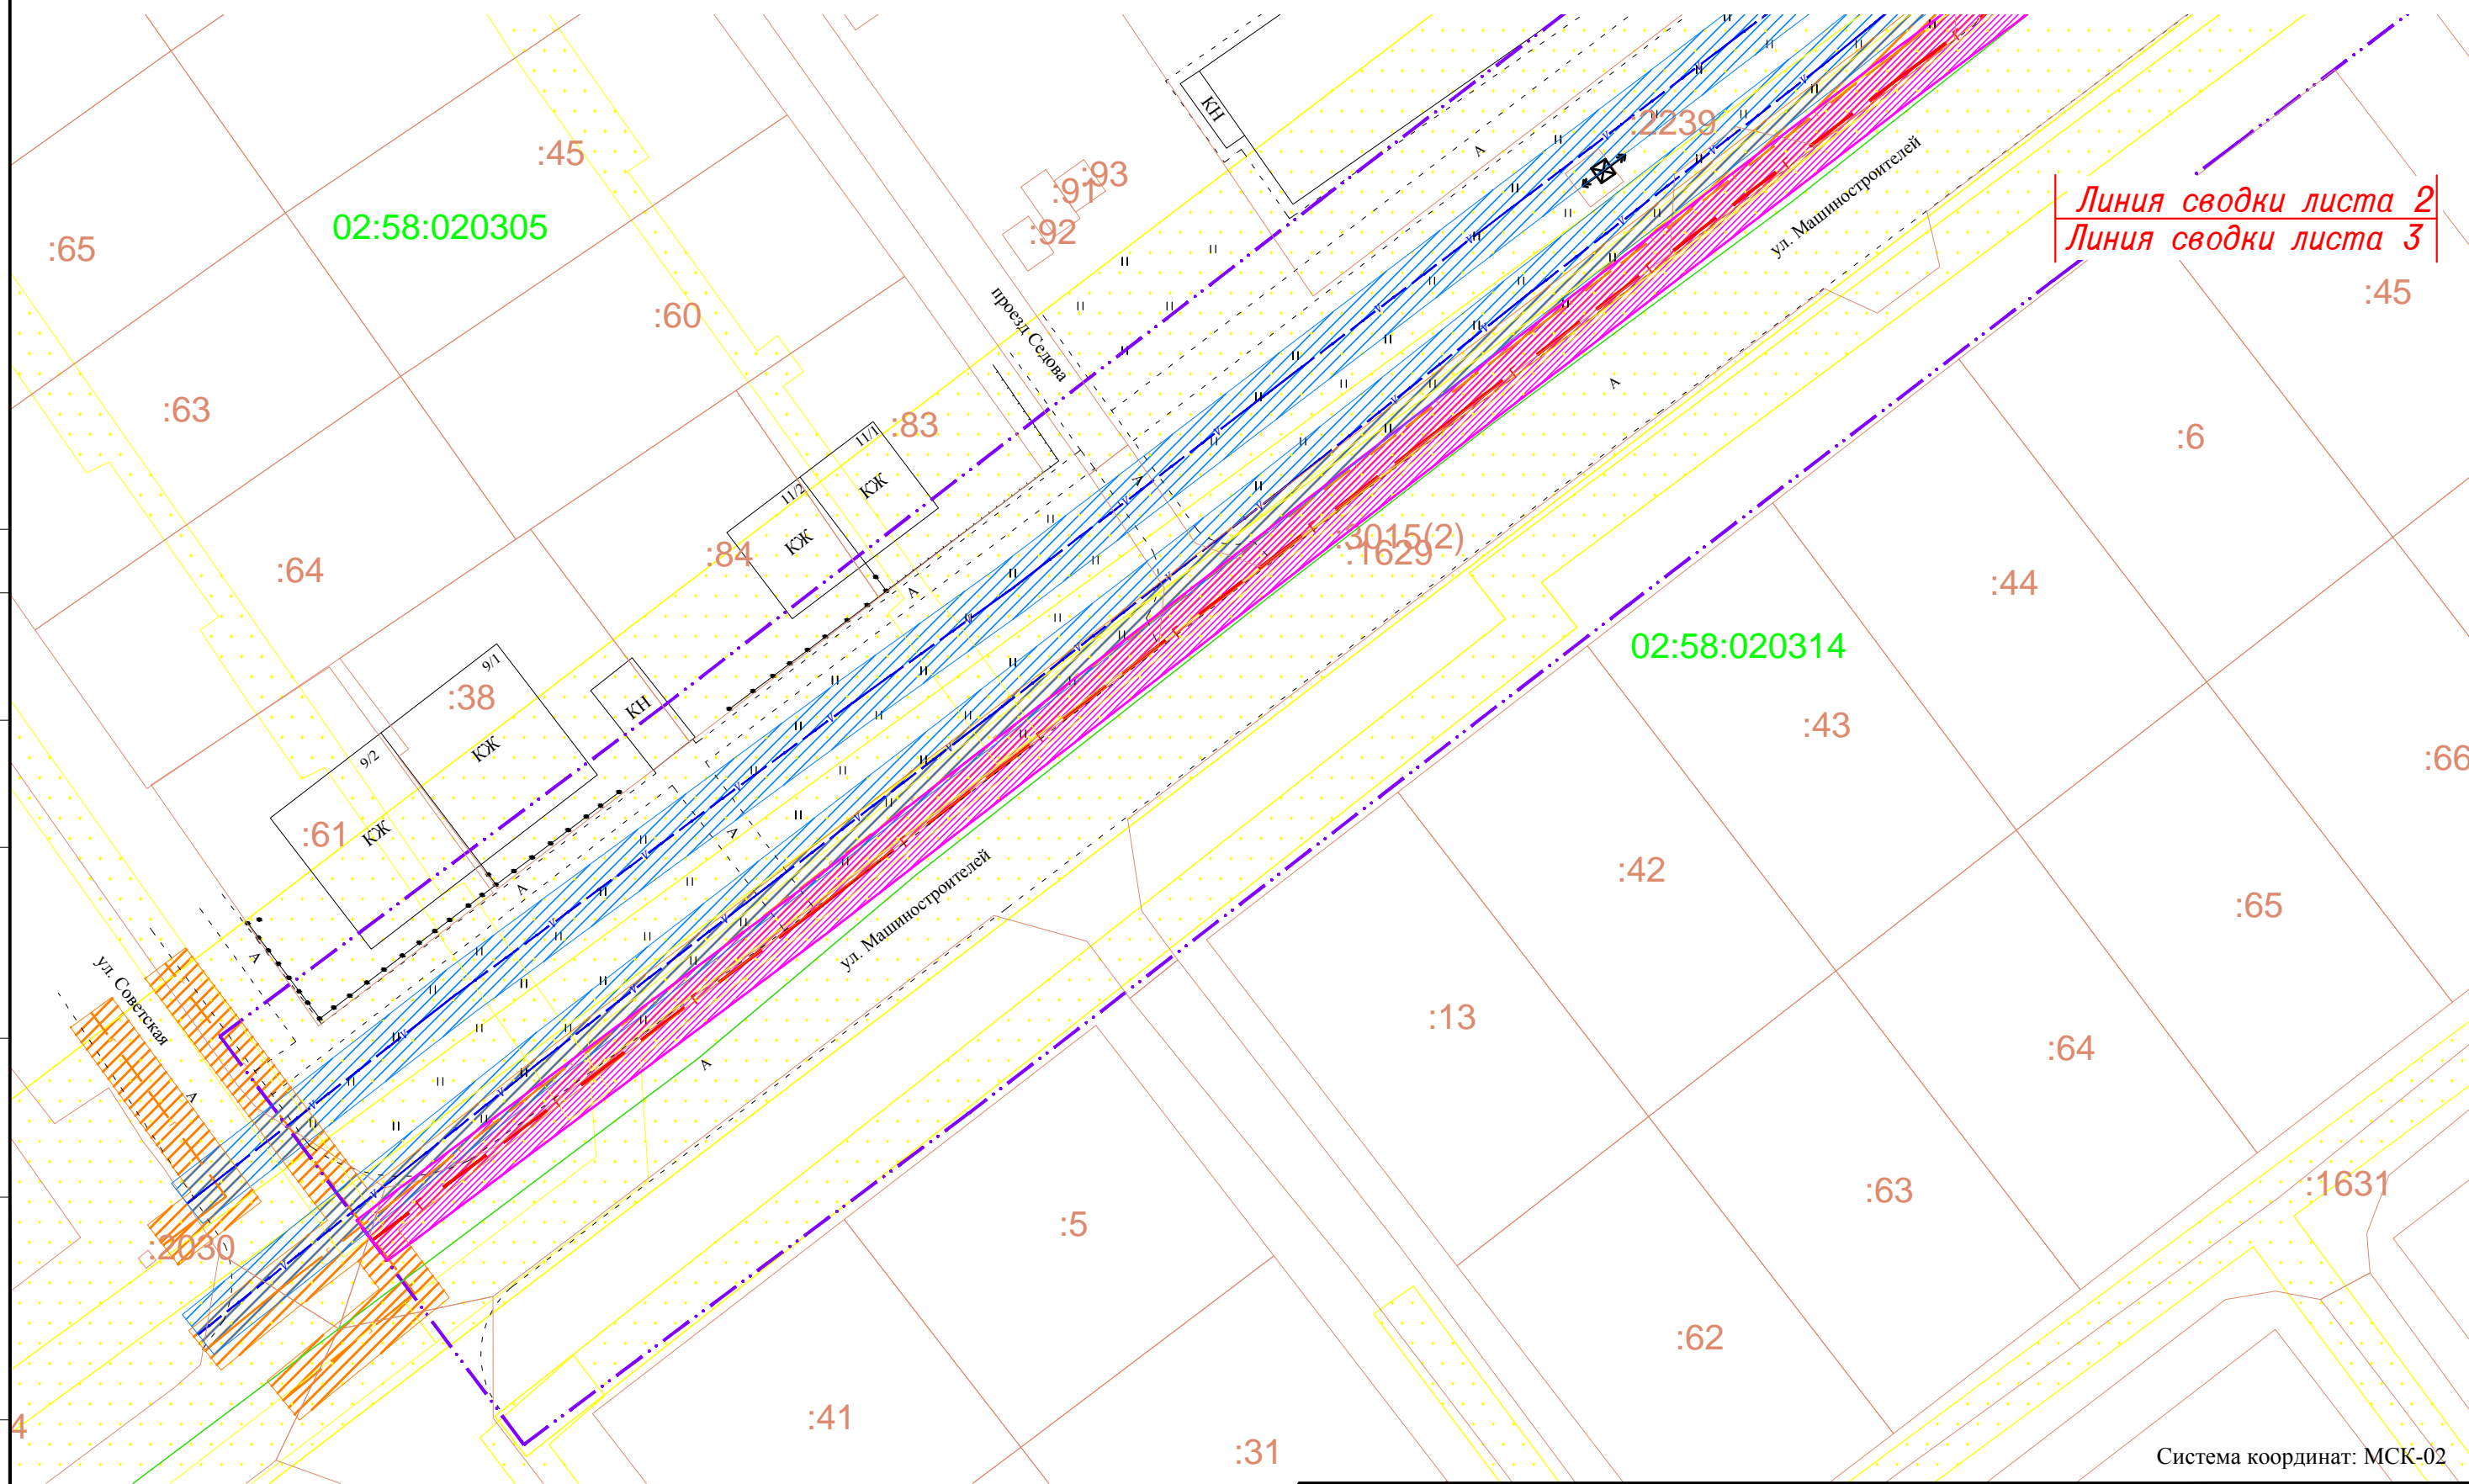 КН
:2239
:45
:93
:91
:92
02:58:020305
:65
ул. Машиностроителей
Линия сводки листа 2
Линия сводки листа 3
:45
проезд Седова
:60
А
:63
:83
11/1
КЖ
11/2
КЖ
:84
А
:6
:3015(2)
:1629
:64
А
А
:44
02:58:020314
9/1
:38
КЖ
КН
9/2
:61
КЖ
:43
:66
А
А
ул. Машиностроителей
:42
:65
А
ул. Советская
А
А
:13
:64
:2030
:5
:63
:1631
:62
:41
:31
4
Система координат: МСК-02